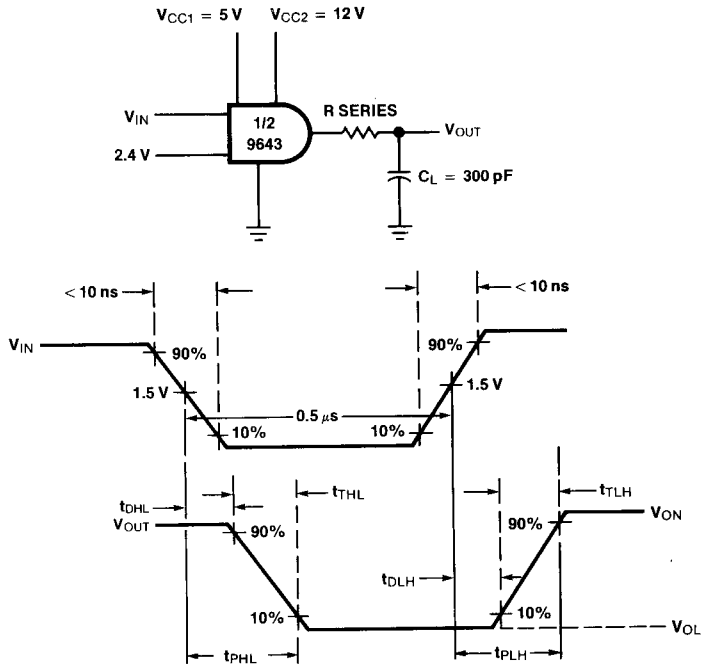 VCC1 = 5 V VCC2 = 12 V
VIN
1/2
9643
2.4 V
R SERIES
VOUT
CL = 300 pF
< 10 ns
< 10 ns
VIN
90%
90%
1.5 V
1.5 V
0.5 μs
10%
10%
tDHL
tTHL
tTLH
VOUT
VON
90%
90%
tDLH
10%
10%
VOL
tPHL
tPLH